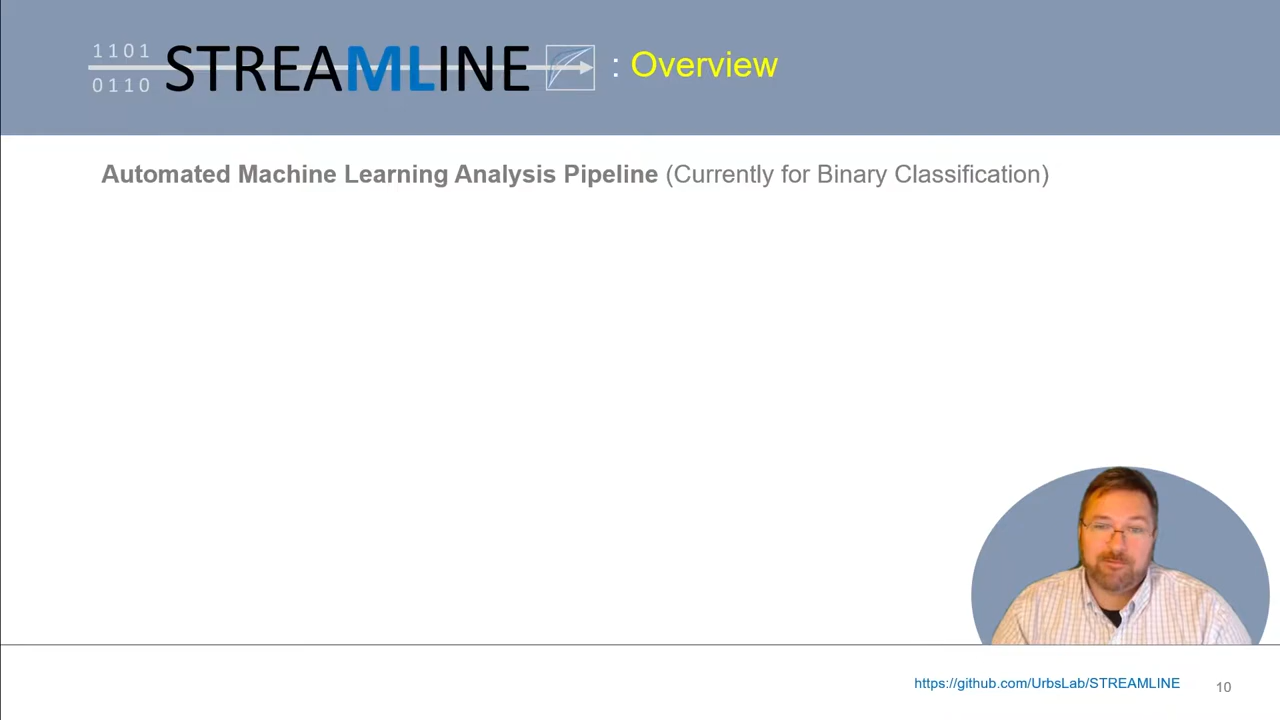 1101
0110
STREAMLINE : Overview
Automated Machine Learning Analysis Pipeline (Currently for Binary Classification)
https://github.com/UrbsLab/STREAMLINE 10